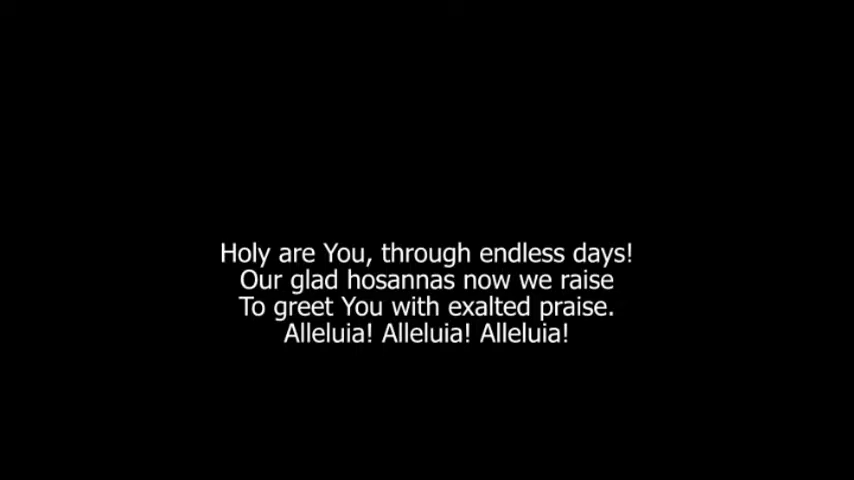 Holy are You, through endless days!
Our glad hosannas now we raise
To greet You with exalted praise.
Alleluia! Alleluia! Alleluia!